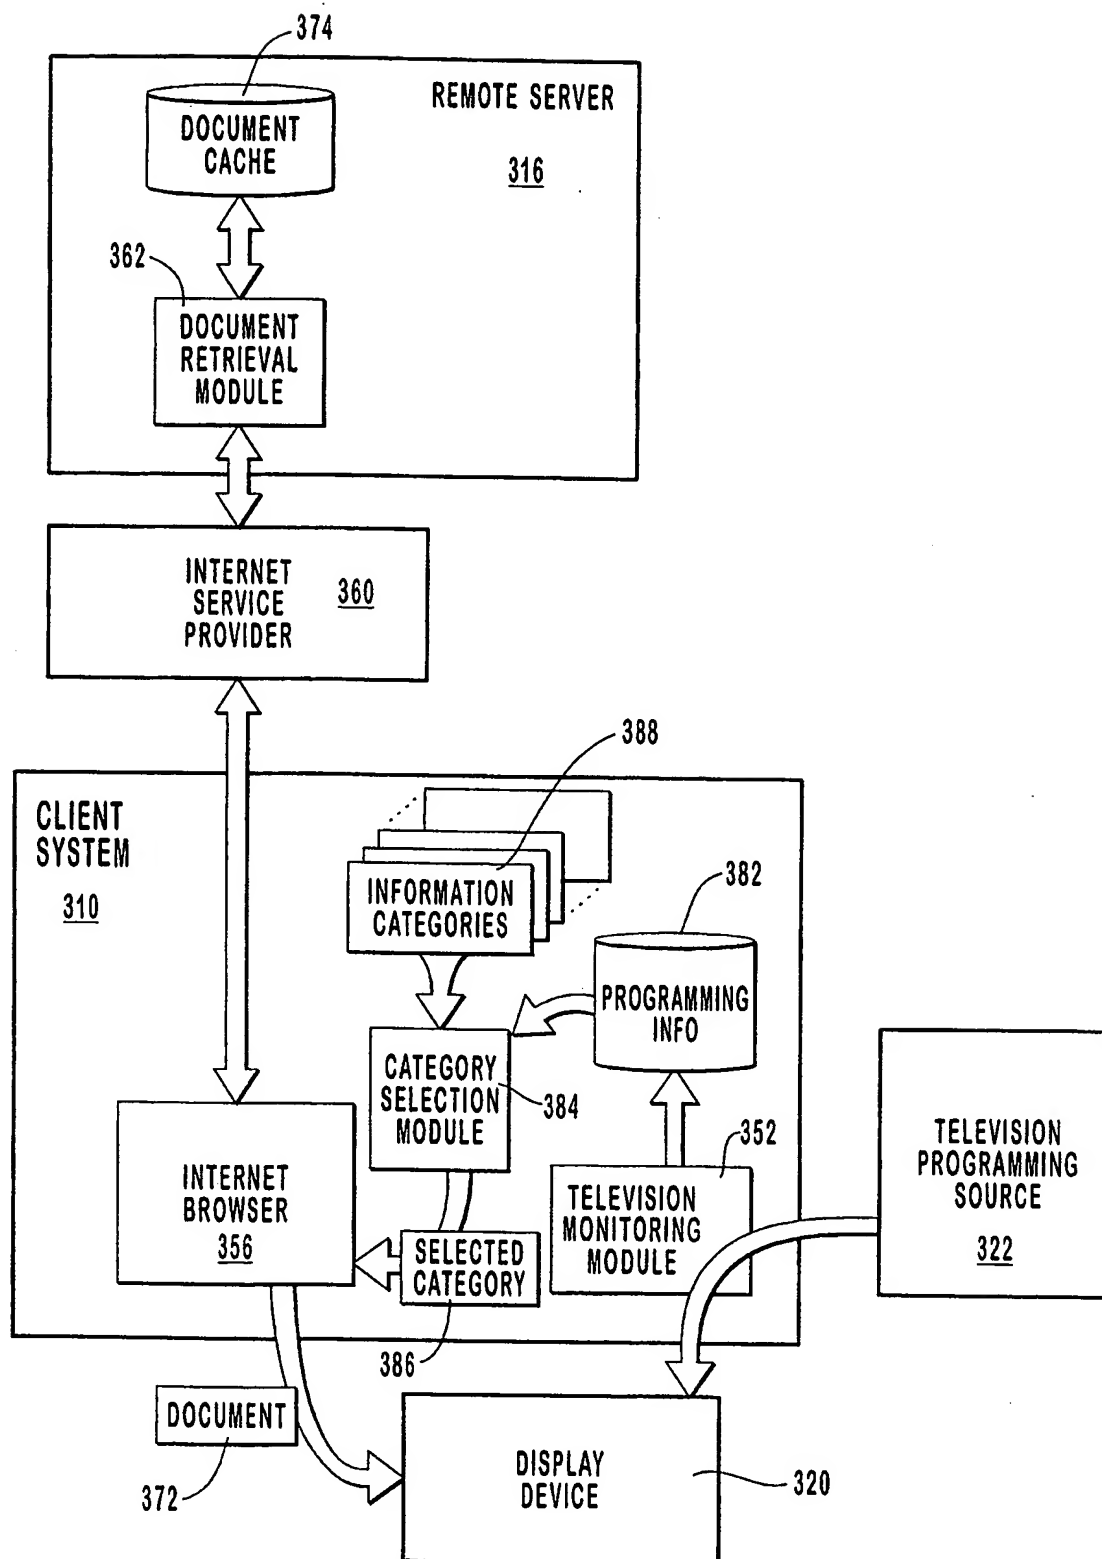 374
REMOTE SERVER
316
DOCUMENT
CACHE
362
DOCUMENT
RETRIEVAL
MODULE
INTERNET
SERVICE
PROVIDER
360
388
CLIENT
SYSTEM
310
INFORMATION
CATEGORIES
382
PROGRAMMING
INFO
CATEGORY
SELECTION
MODULE
384
352
TELEVISION
MONITORING
MODULE
TELEVISION
PROGRAMMING
SOURCE
322
INTERNET
BROWSER
356
SELECTED
CATEGORY
386
DOCUMENT
372
DISPLAY
DEVICE
320